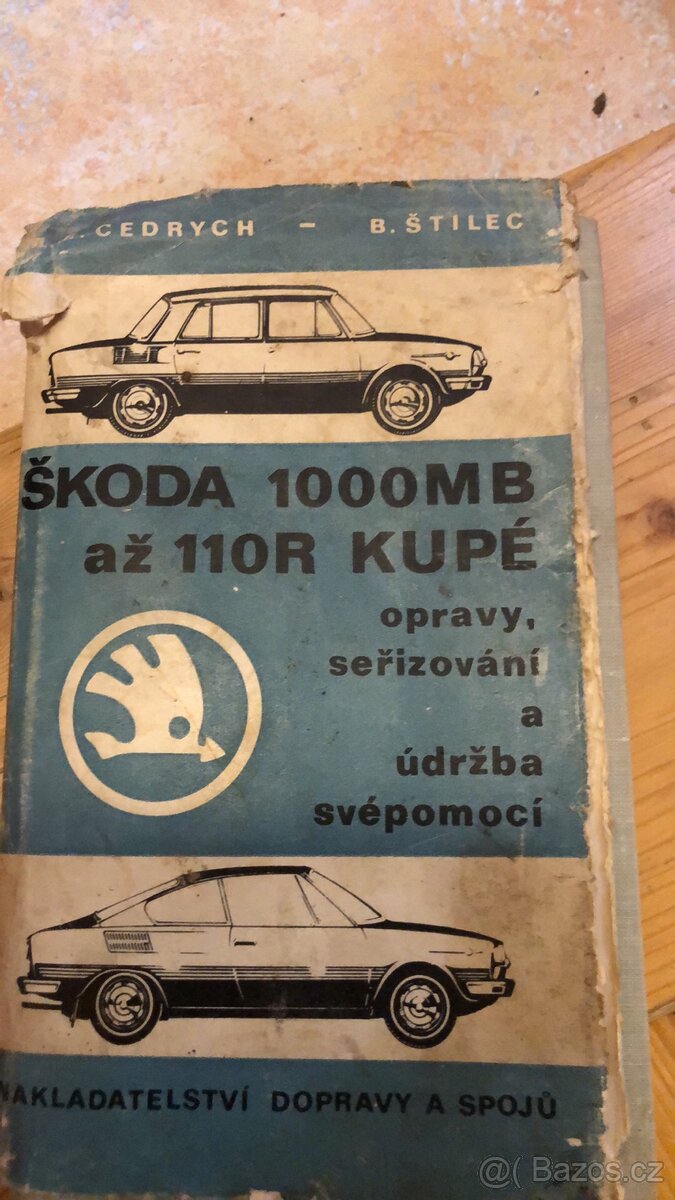 . CEDRYCH – B. ŠTILEC
ŠKODA 1000MB
až 110R KUPÉ
opravy,
seřizování
a
údržba
svépomocí
NAKLADATELSTVÍ DOPRAVY A SPOJŮ
@( Bazos.cz